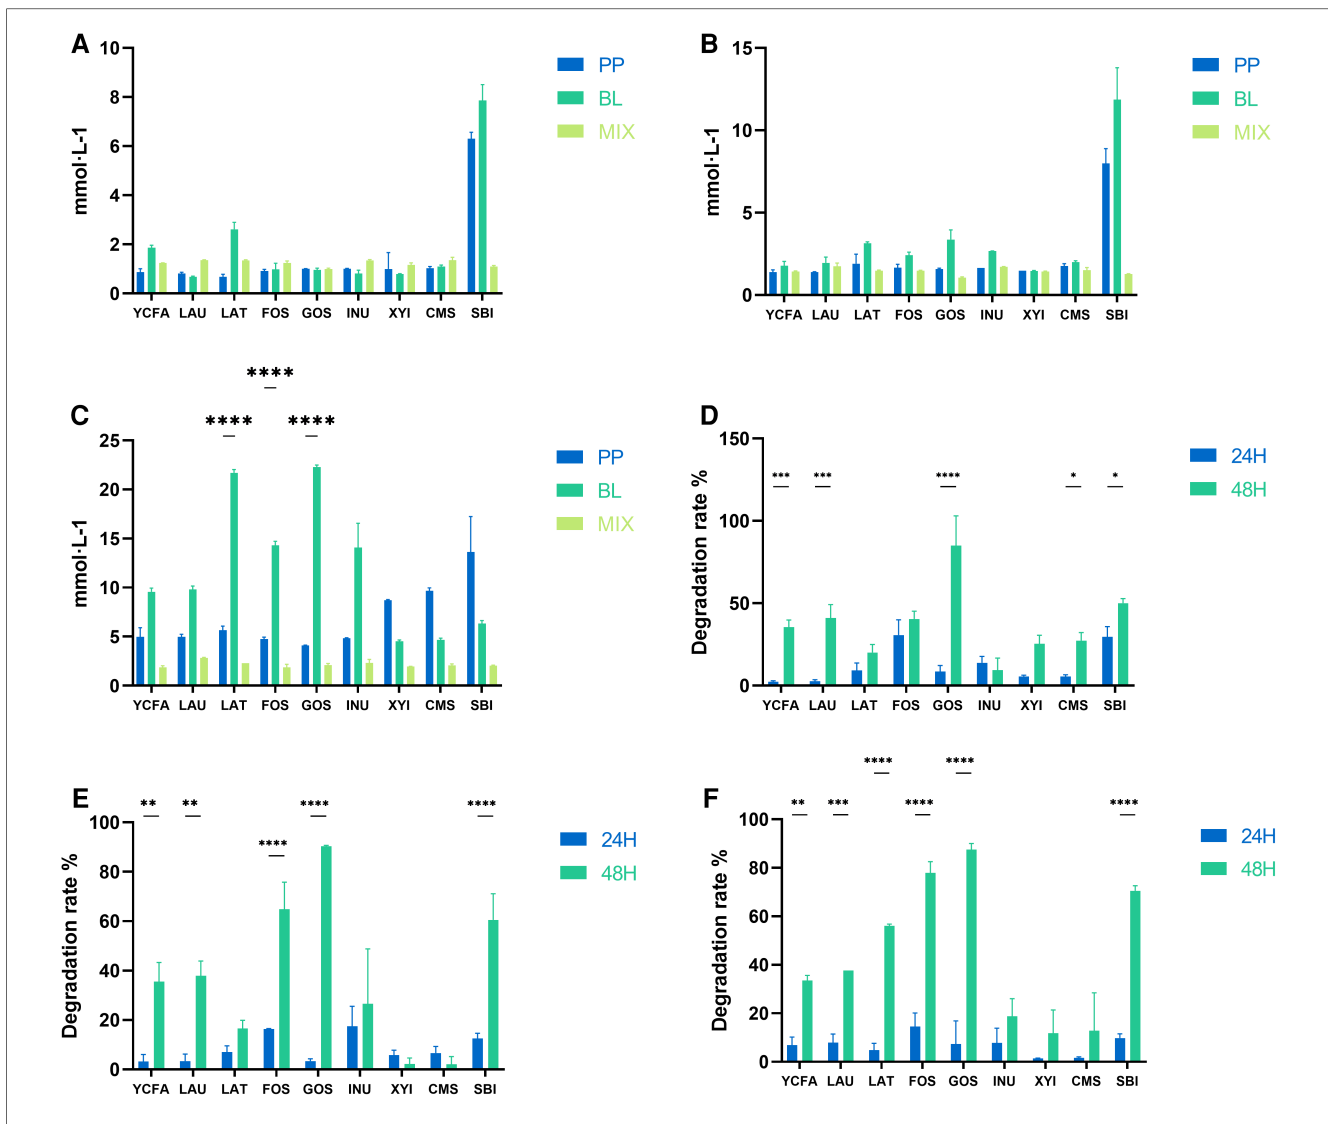 A
mmol·L-1
10
8
6
4
2
0
YCFA LAU LAT FOS GOS INU XYI CMS SBI
PP
BL
MIX
B
mmol·L-1
15
10
5
0
YCFA LAU LAT FOS GOS INU XYI CMS SBI
PP
BL
MIX
C
mmol·L-1
25
20
15
10
5
0
****
**** ****
YCFA LAU LAT FOS GOS INU XYI CMS SBI
PP
BL
MIX
D
Degradation rate %
150
100
50
0
*** *** **** * *
YCFA LAU LAT FOS GOS INU XYI CMS SBI
24H
48H
E
Degradation rate %
100
80
60
40
20
0
** ** **** ****
****
YCFA LAU LAT FOS GOS INU XYI CMS SBI
24H
48H
F
Degradation rate %
100
80
60
40
20
0
**** ****
** *** **** ****
YCFA LAU LAT FOS GOS INU XYI CMS SBI
24H
48H